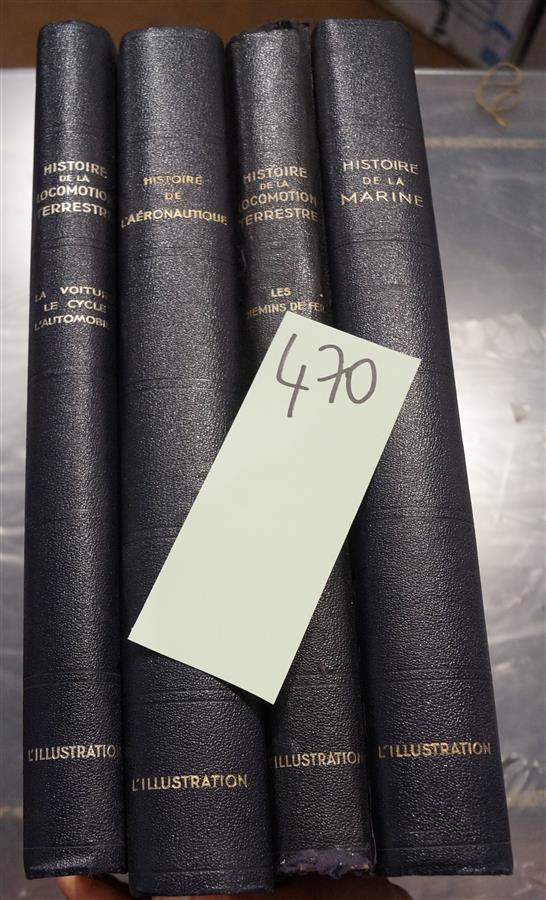 HISTOIRE
DE LA
LOCOMOTION
TERRESTRE
LA VOITURE
LE CYCLE
L'AUTOMOBILE
L'ILLUSTRATION
HISTOIRE
DE
L'AÉRONAUTIQUE
L'ILLUSTRATION
HISTOIRE
DE LA
LOCOMOTION
TERRESTRE
LES
CHEMINS DE FER
L'ILLUSTRATION
HISTOIRE
DE LA
MARINE
L'ILLUSTRATION
470